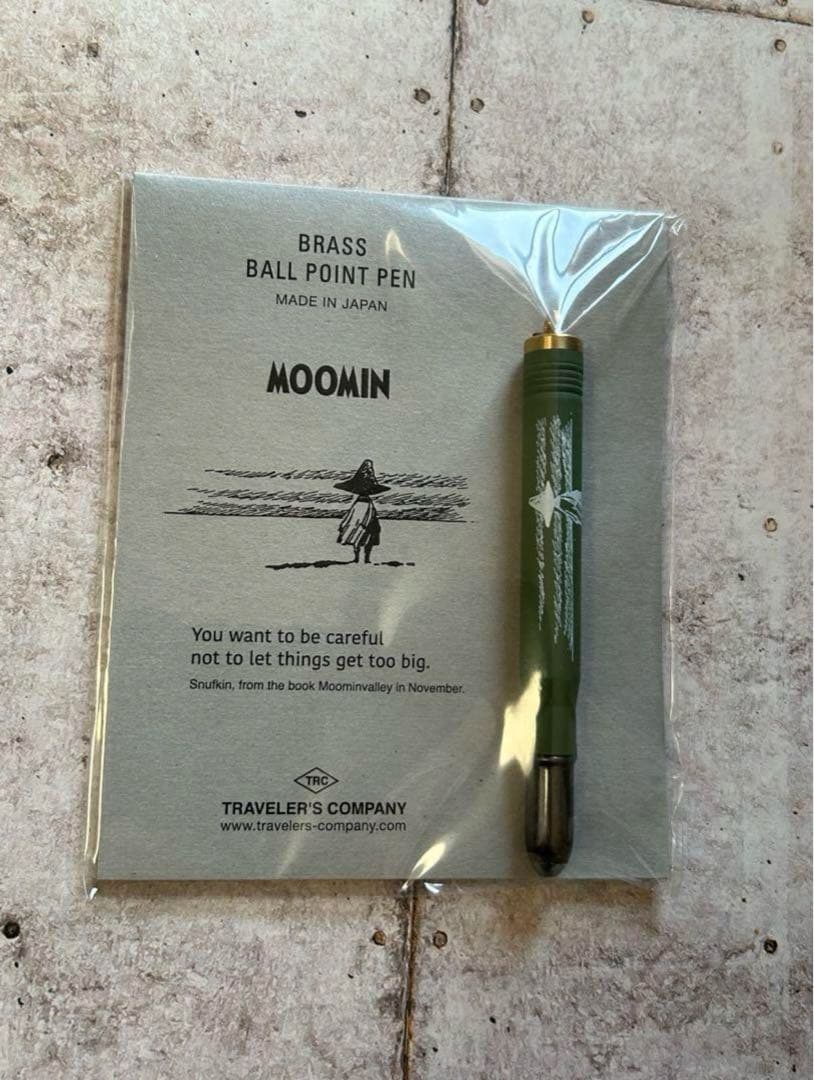 BRASS
BALL POINT PEN
MADE IN JAPAN
MOOMIN
You want to be careful
not to let things get too big.
Snufkin, from the book Moominvalley in November.
TRC
TRAVELER'S COMPANY
www.travelers-company.com